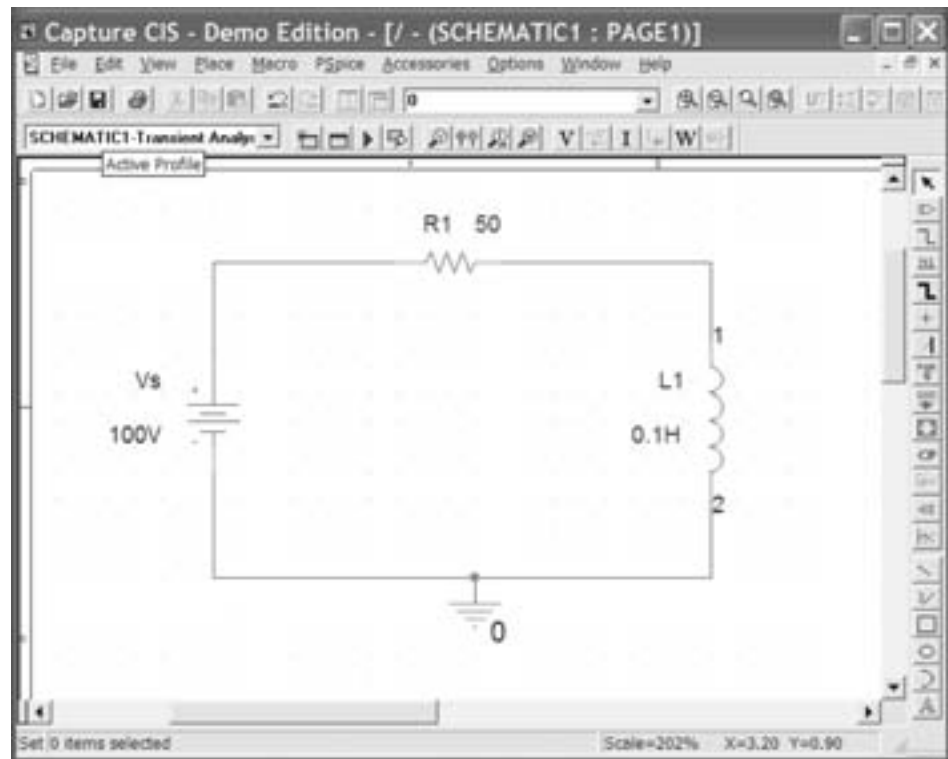 Capture CIS - Demo Edition - [/ - (SCHEMATIC1 : PAGE1)]
File Edit View Place Macro PSpice Accessories Options Window Help
0
SCHEMATIC1-Transient Analys
V I W
Active Profile
R1 50
1
Vs
L1
+
100V
0.1H
-
2
0
A
Set 0 items selected
Scale=202% X=3.20 Y=0.90